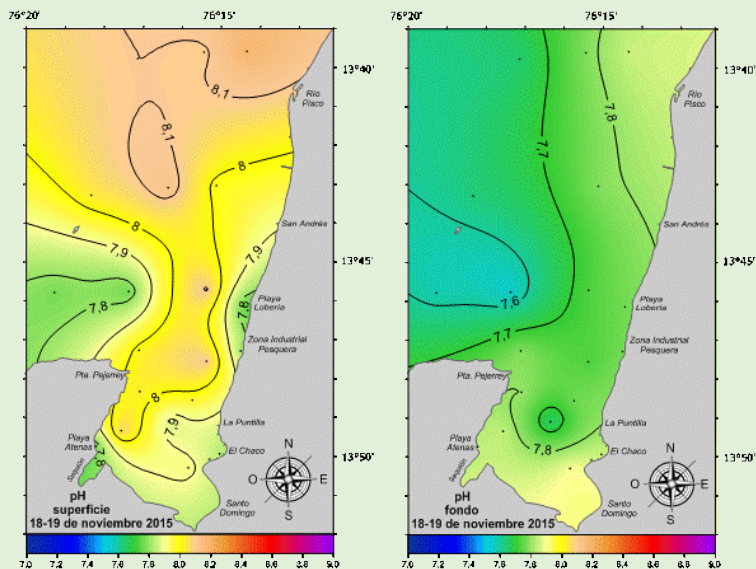 76°20' 76°15'
13°40'
Río
Pisco
8,1
8,1
8
San Andrés
8
7,9
7,9
13°45'
7,8
7,8
Playa
Lobería
Zona Industrial
Pesquera
Pta. Pejerrey
8
7,9
La Puntilla
Playa
Atenas
El Chaco
7,8
Sequión
13°50'
N
O E
S
Santo
Domingo
pH
superficie
18-19 de noviembre 2015
7.0 7.2 7.4 7.6 7.8 8.0 8.2 8.4 8.6 8.8 9.0
76°20' 76°15'
13°40'
Río
Pisco
7,8
7,7
San Andrés
13°45'
7,6
Playa
Lobería
7,7
Zona Industrial
Pesquera
Pta. Pejerrey
La Puntilla
Playa
Atenas
7,8
El Chaco
Sequión
13°50'
N
O E
S
Santo
Domingo
pH
fondo
18-19 de noviembre 2015
7.0 7.2 7.4 7.6 7.8 8.0 8.2 8.4 8.6 8.8 9.0